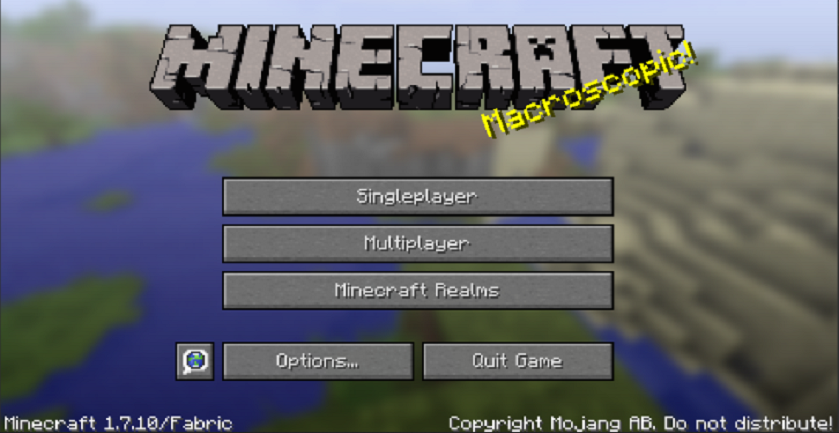 MINECRAFT
Macroscopic!
Singleplayer
Multiplayer
Minecraft Realms
Options...
Quit Game
Minecraft 1.7.10/Fabric
Copyright Mojang AB. Do not distribute!